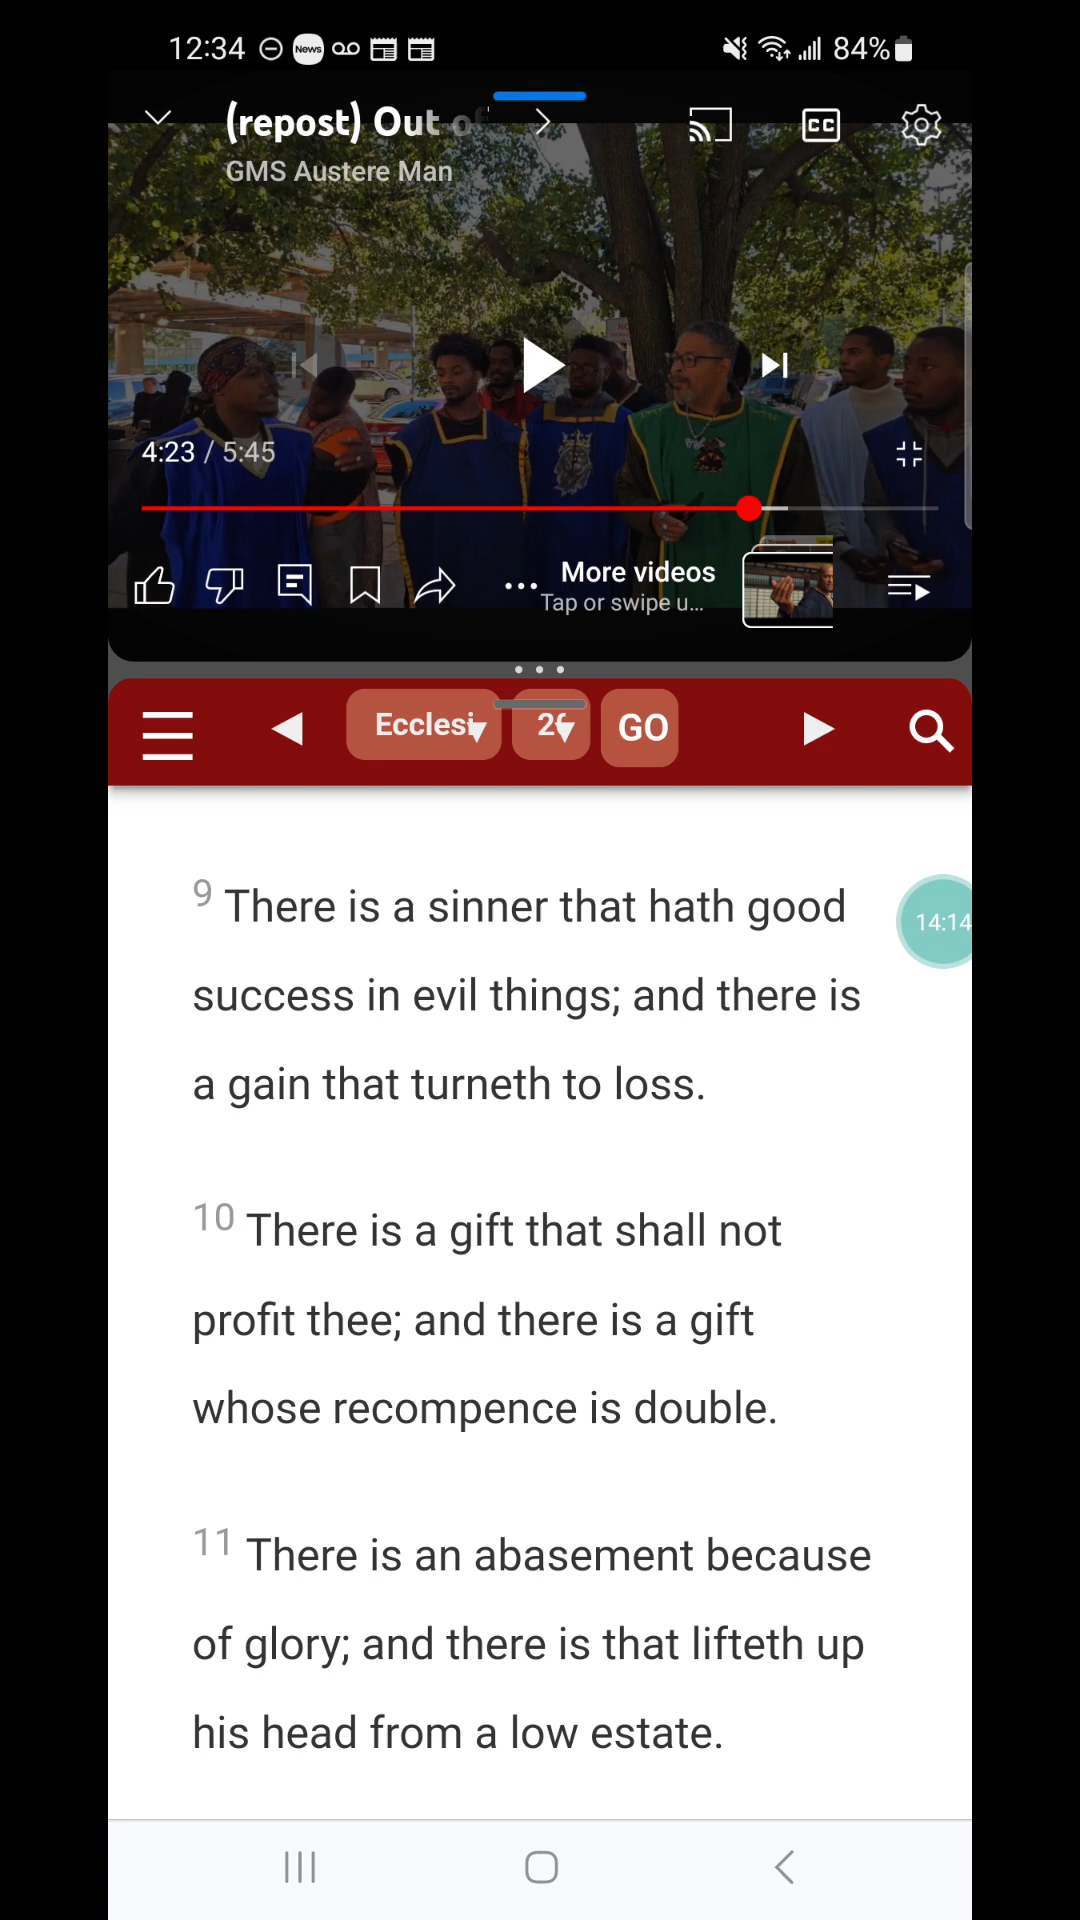 12:34
News
84%
(repost) Out of
CC
GMS Austere Man
4:23 / 5:45
More videos
Tap or swipe u...
Ecclesi
GO
9 There is a sinner that hath good
14:14
success in evil things; and there is
a gain that turneth to loss.
10 There is a gift that shall not
profit thee; and there is a gift
whose recompence is double.
11 There is an abasement because
of glory; and there is that lifteth up
his head from a low estate.